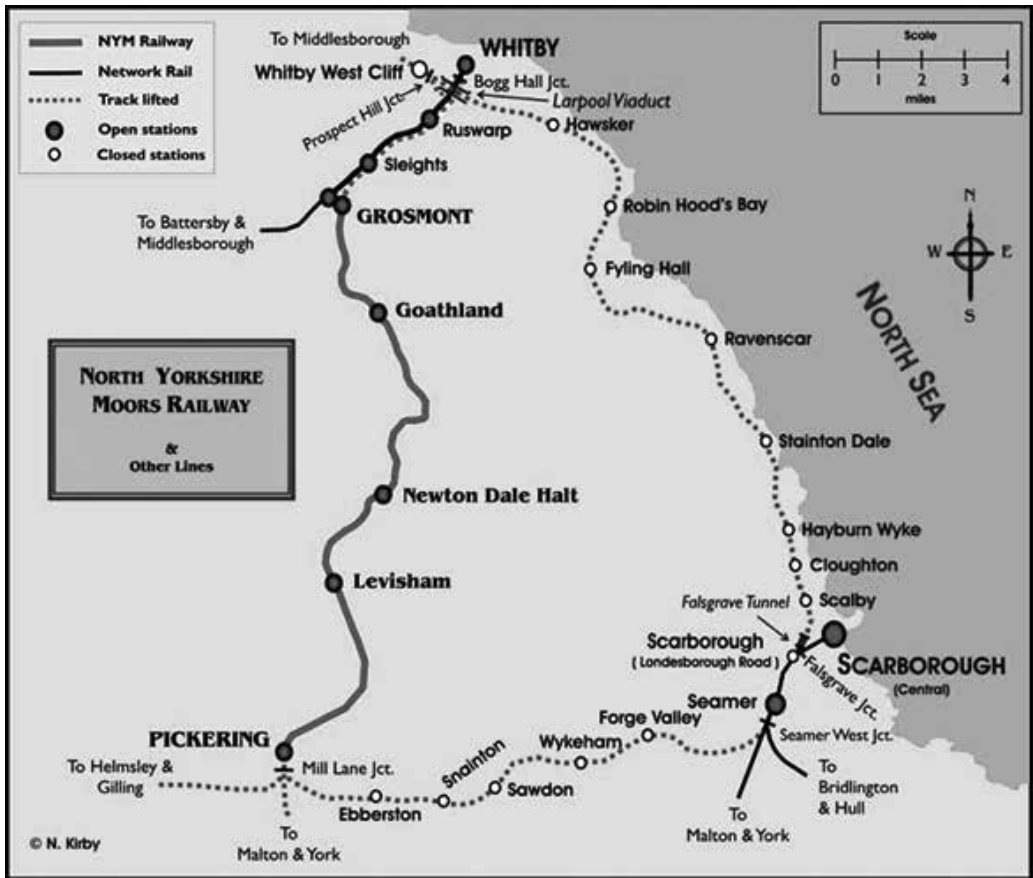 NYM Railway
Network Rail
Track lifted
Open stations
Closed stations
To Middlesborough
WHITBY
Whitby West Cliff
Bogg Hall Jct.
Prospect Hill Jct.
Larpool Viaduct
Ruswarp
Hawsker
Sleights
GROSMONT
To Battersby &
Middlesborough
Robin Hood's Bay
Fyling Hall
Goathland
Ravenscar
Scale
0 1 2 3 4
miles
N
W E
S
NORTH SEA
NORTH YORKSHIRE
MOORS RAILWAY
&
Other Lines
Stainton Dale
Newton Dale Halt
Hayburn Wyke
Cloughton
Levisham
Falsgrave Tunnel
Scalby
Scarborough
( Londesborough Road )
Falsgrave Jct.
SCARBOROUGH
(Central)
Seamer
Seamer West Jct.
Forge Valley
Wykeham
Snainton
Sawdon
Ebberston
PICKERING
Mill Lane Jct.
To Helmsley &
Gilling
To
Malton & York
To
Malton & York
To
Bridlington
& Hull
© N. Kirby